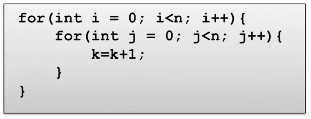 for(int i = 0; i<n; i++){
    for(int j = 0; j<n; j++){
        k=k+1;
    }
}